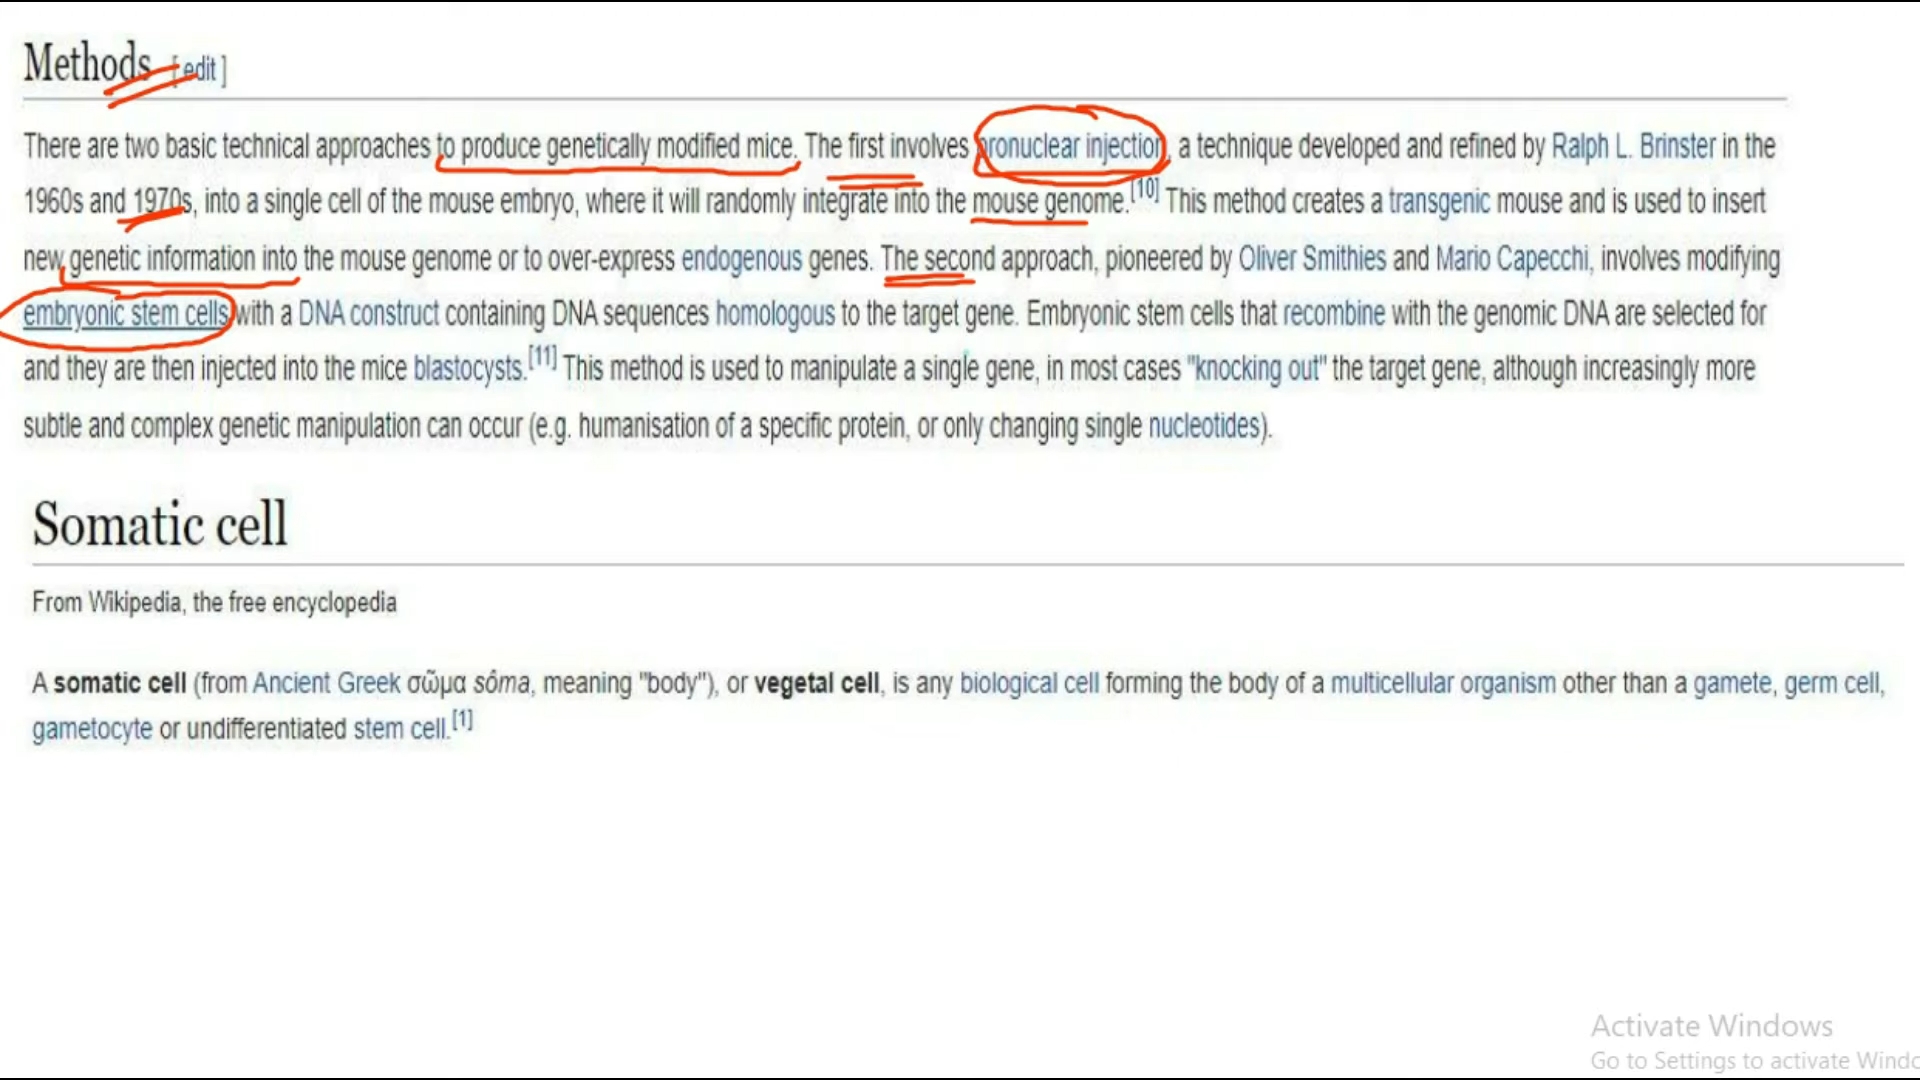 Methods [ edit ]
There are two basic technical approaches to produce genetically modified mice. The first involves pronuclear injection, a technique developed and refined by Ralph L. Brinster in the
1960s and 1970s, into a single cell of the mouse embryo, where it will randomly integrate into the mouse genome.[10] This method creates a transgenic mouse and is used to insert
new genetic information into the mouse genome or to over-express endogenous genes. The second approach, pioneered by Oliver Smithies and Mario Capecchi, involves modifying
embryonic stem cells with a DNA construct containing DNA sequences homologous to the target gene. Embryonic stem cells that recombine with the genomic DNA are selected for
and they are then injected into the mice blastocysts.[11] This method is used to manipulate a single gene, in most cases "knocking out" the target gene, although increasingly more
subtle and complex genetic manipulation can occur (e.g. humanisation of a specific protein, or only changing single nucleotides).
Somatic cell
From Wikipedia, the free encyclopedia
A somatic cell (from Ancient Greek σῶμα sôma, meaning "body"), or vegetal cell, is any biological cell forming the body of a multicellular organism other than a gamete, germ cell,
gametocyte or undifferentiated stem cell.[1]
Activate Windows
Go to Settings to activate Windo